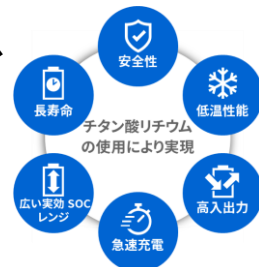 安全性
低温性能
高入出力
急速充電
広い実効 SOC
レンジ
長寿命
チタン酸リチウム
の使用により実現